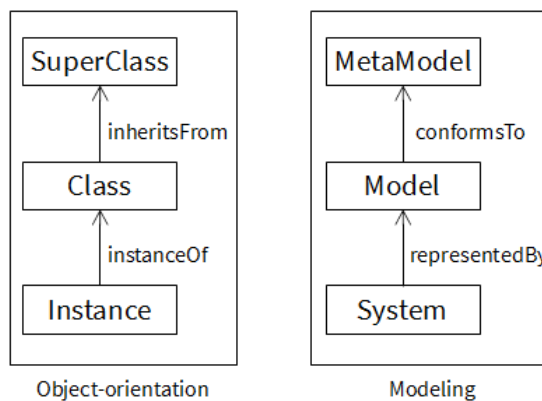 SuperClass
inheritsFrom
Class
instanceOf
Instance
Object-orientation
MetaModel
conformsTo
Model
representedBy
System
Modeling